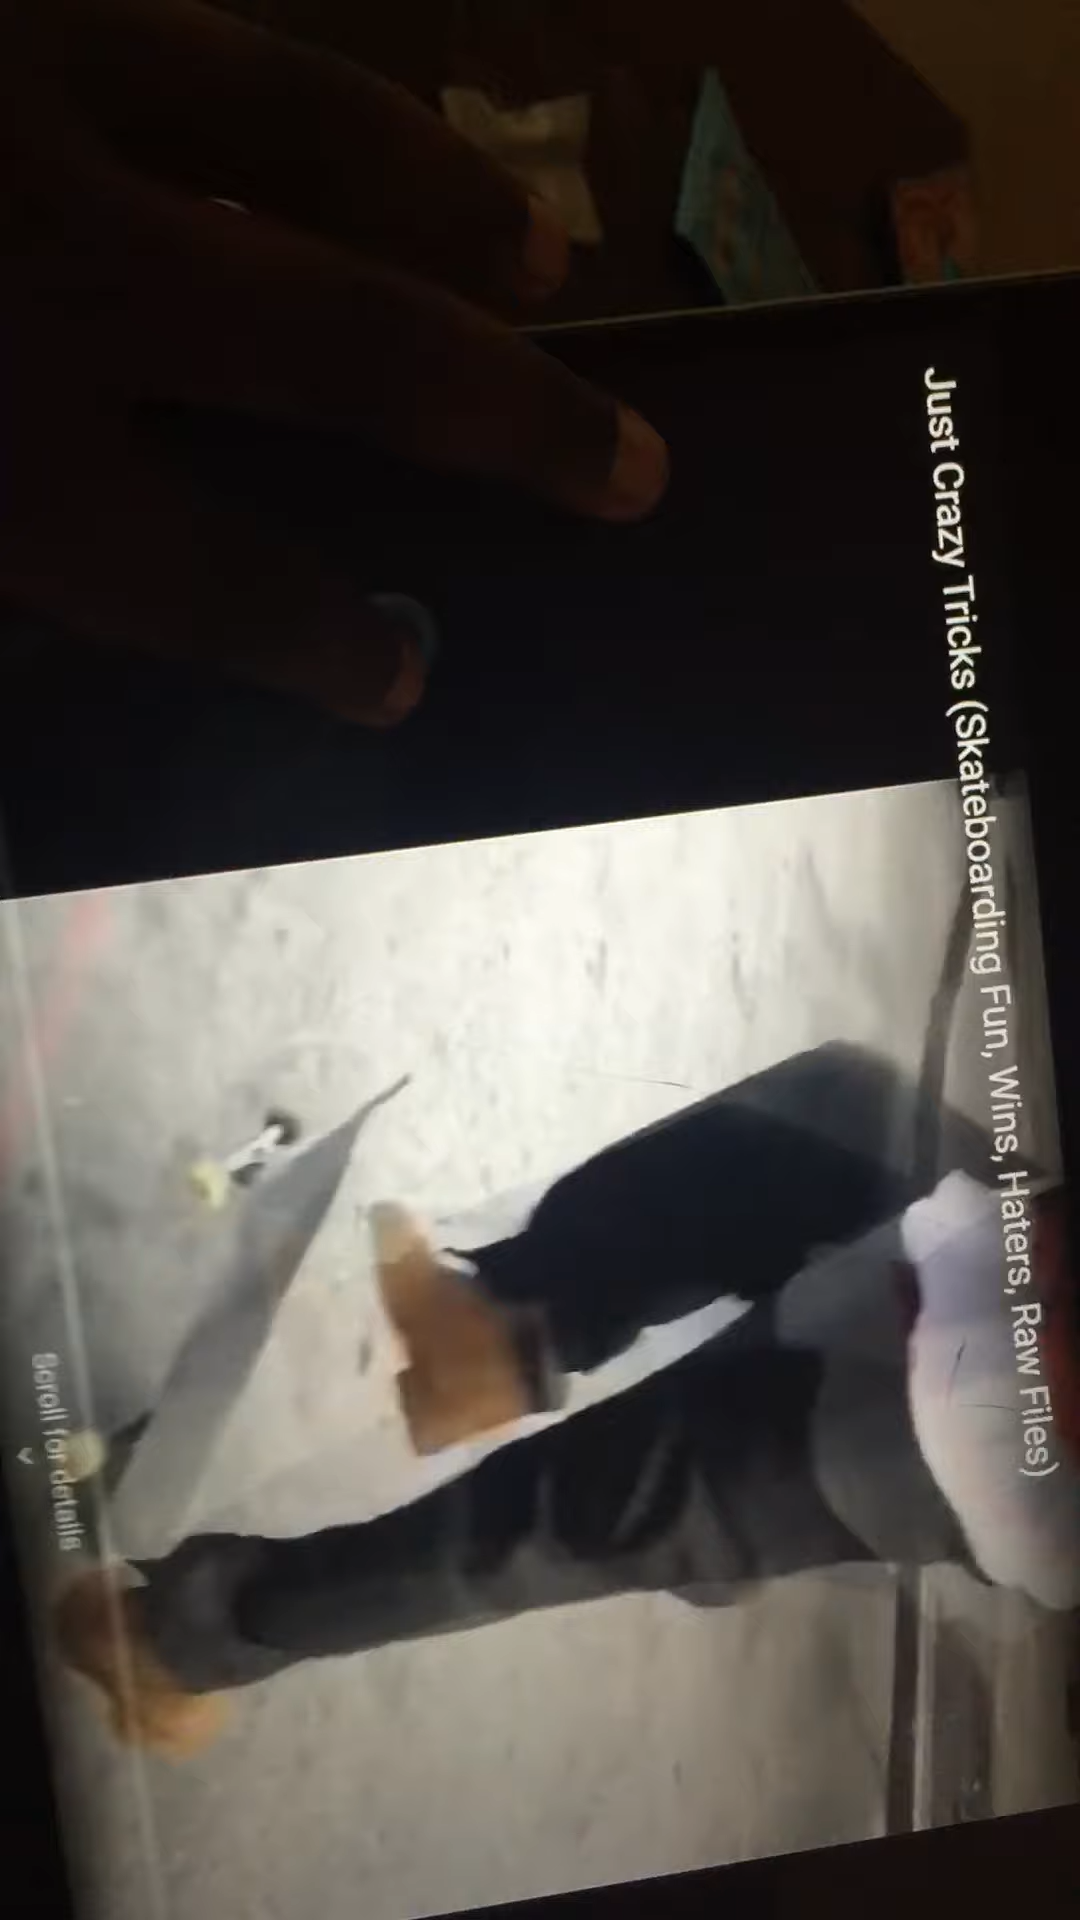 Just Crazy Tricks (Skateboarding Fun, Wins, Haters, Raw Files)
Scroll for details